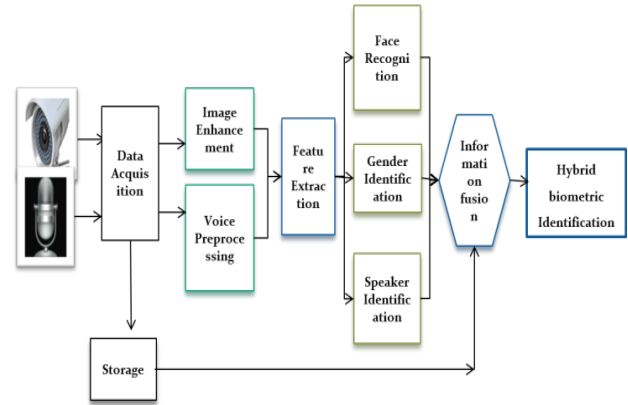 Data
Acquis
ition
Image
Enhance
ment
Voice
Preproce
ssing
Featu
re
Extrac
tion
Face
Recogni
tion
Gender
Identific
ation
Speaker
Identific
ation
Infor
mati
on
fusio
n
Hybrid
biometric
Identification
Storage